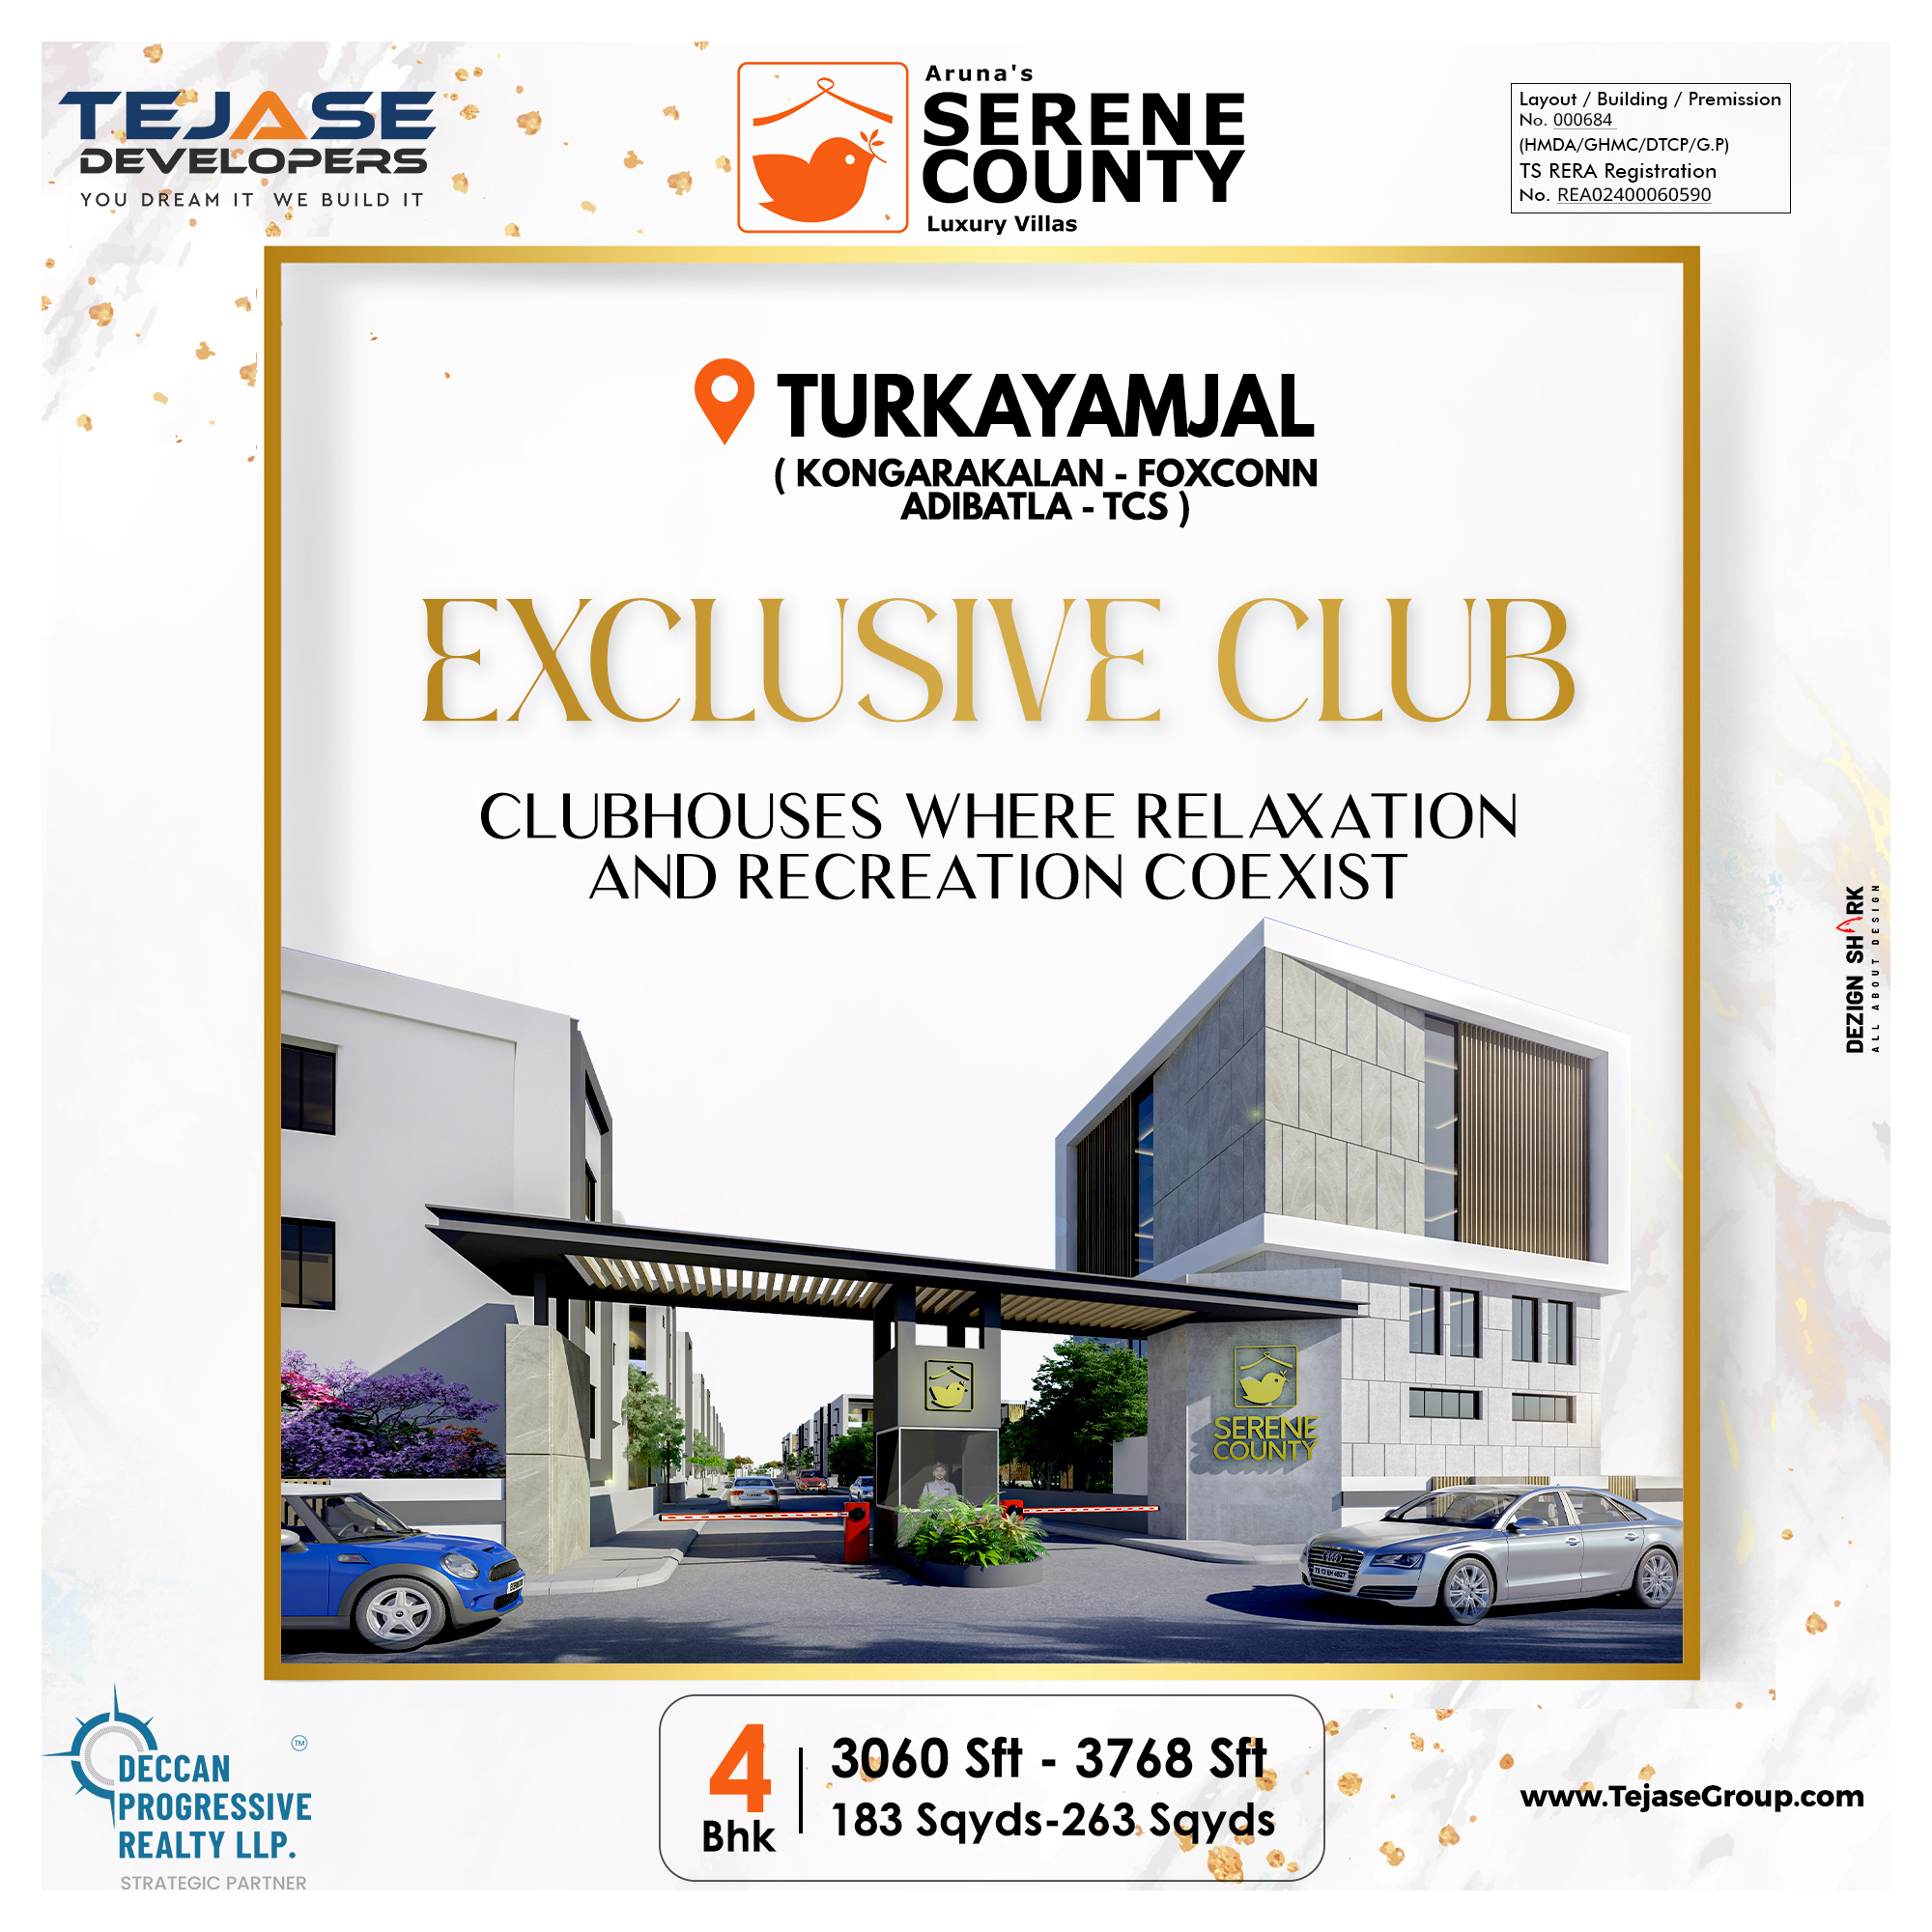 TEJASE
DEVELOPERS
YOU DREAM IT WE BUILD IT
Aruna's
SERENE
COUNTY
Luxury Villas
Layout / Building / Premission
No. 000684
(HMDA/GHMC/DTCP/G.P)
TS RERA Registration
No. REA02400060590
TURKAYAMJAL
( KONGARAKALAN - FOXCONN
ADIBATLA - TCS )
EXCLUSIVE CLUB
CLUBHOUSES WHERE RELAXATION
AND RECREATION COEXIST
DEZIGN SHARK
ALL ABOUT DESIGN
SERENE
COUNTY
DECCAN
PROGRESSIVE
REALTY LLP.
TM
STRATEGIC PARTNER
4
Bhk
3060 Sft - 3768 Sft
183 Sqyds-263 Sqyds
www.TejaseGroup.com